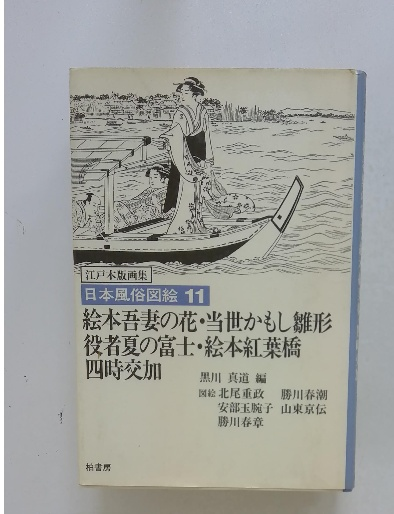 江戸木版画集
日本風俗図絵 11
絵本吾妻の花・当世かもし雛形
役者夏の富士・絵本紅葉橋
四時交加
黒川 真道 編
図絵 北尾重政 勝川春潮
安部玉腕子 山東京伝
勝川春章
柏書房